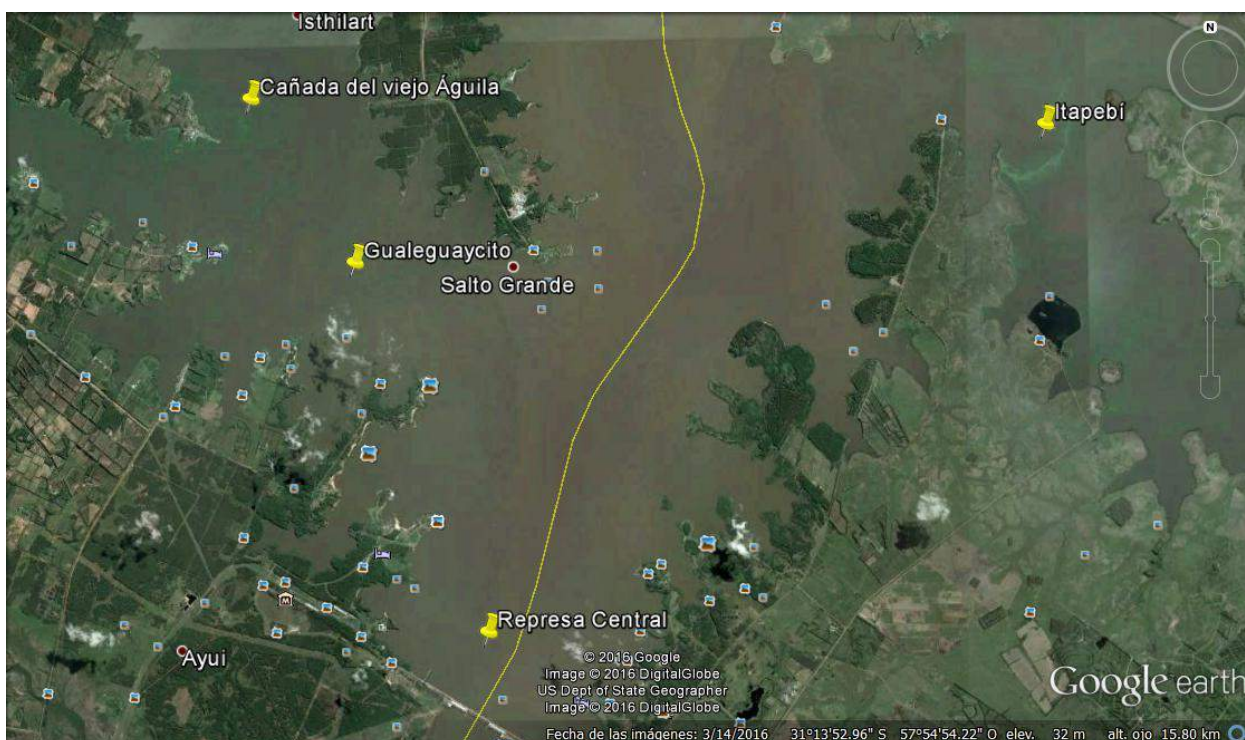 Isthilart
Cañada del viejo Águila
N
Itapebí
Gualeguaycito
Salto Grande
Represa Central
Ayui
© 2016 Google
Image © 2016 DigitalGlobe
US Dept of State Geographer
Image © 2016 DigitalGlobe
Google earth
Fecha de las imágenes: 3/14/2016 31°13'52.96" S 57°54'54.22" O elev. 32 m alt. ojo 15.80 km